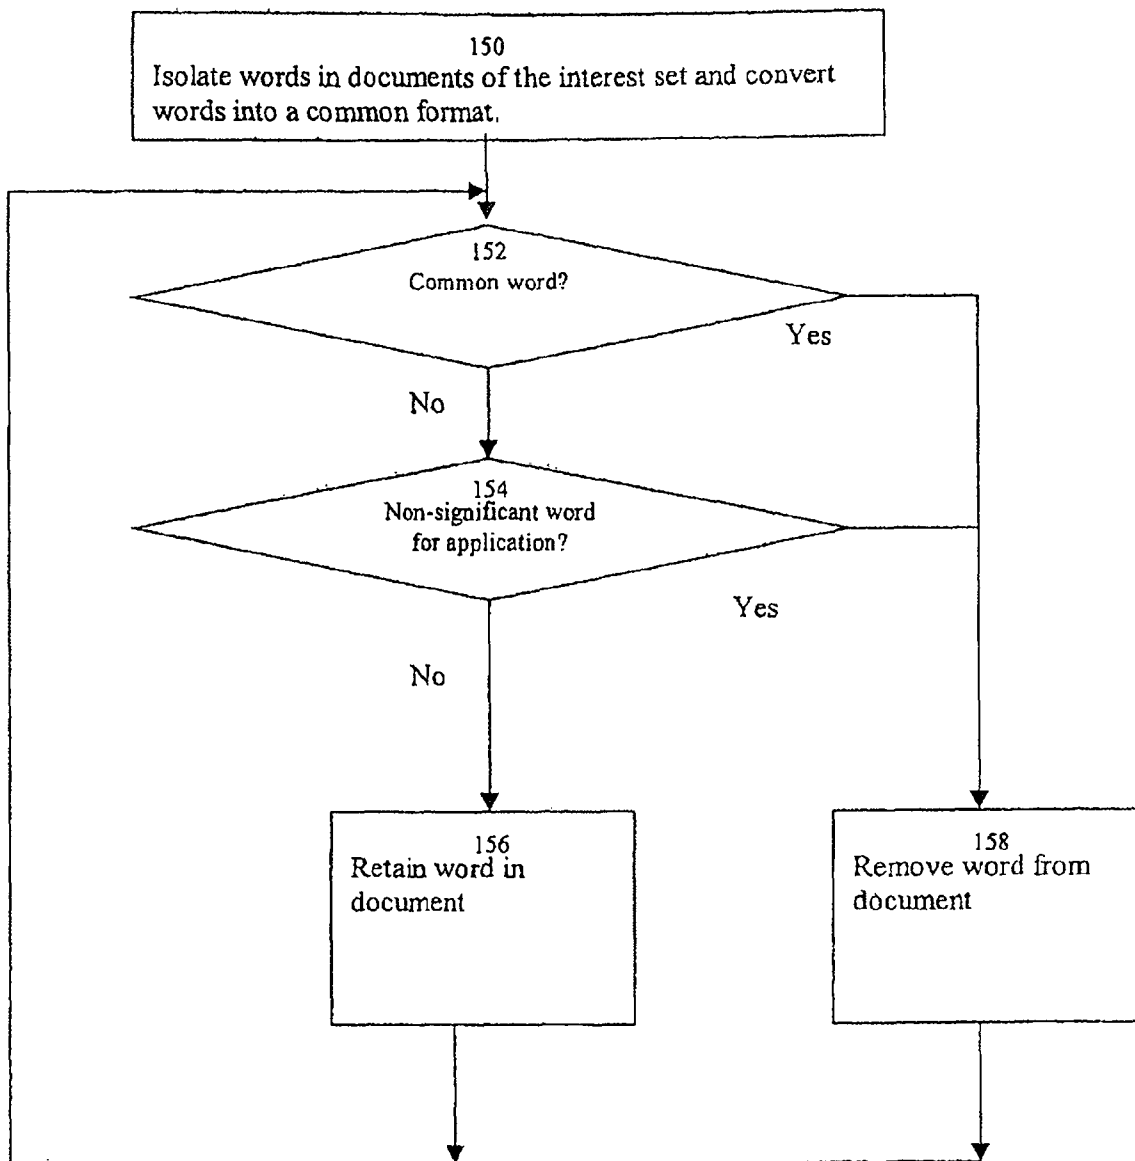 150
Isolate words in documents of the interest set and convert
words into a common format.
152
Common word?
Yes
No
154
Non-significant word
for application?
Yes
No
156
Retain word in
document
158
Remove word from
document